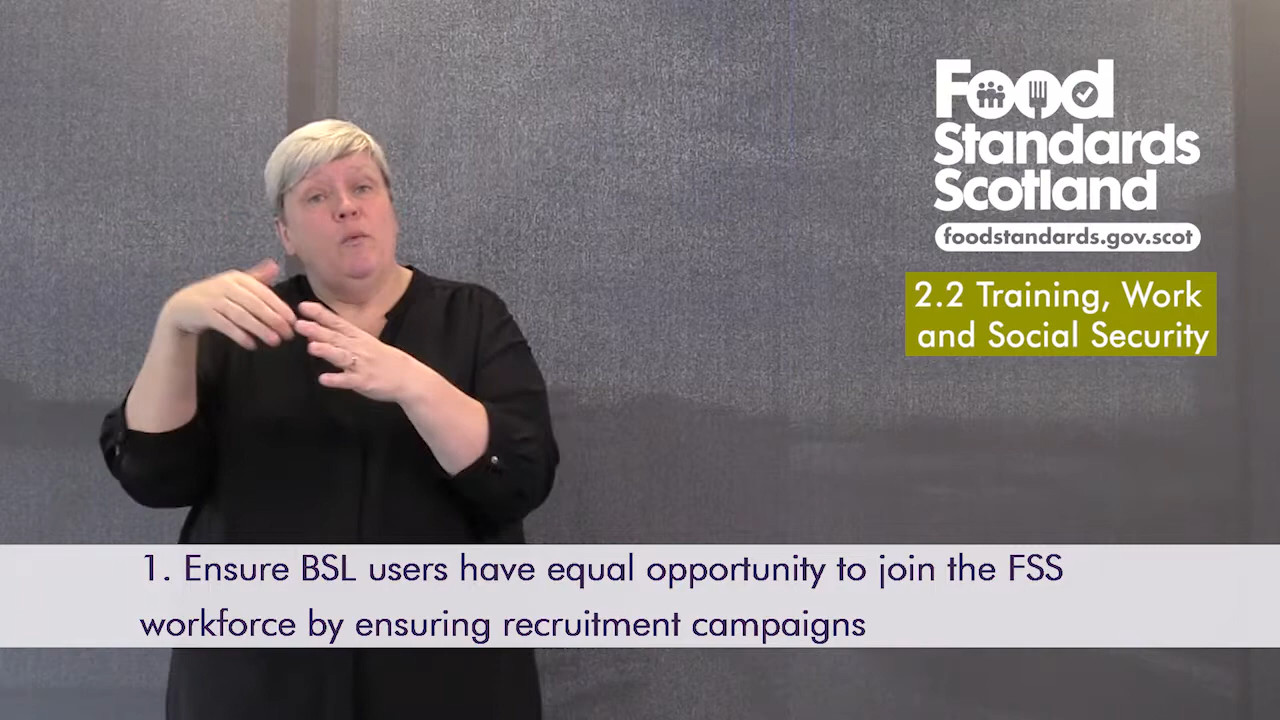 Food
Standards
Scotland
foodstandards.gov.scot
2.2 Training, Work
and Social Security
1. Ensure BSL users have equal opportunity to join the FSS
workforce by ensuring recruitment campaigns